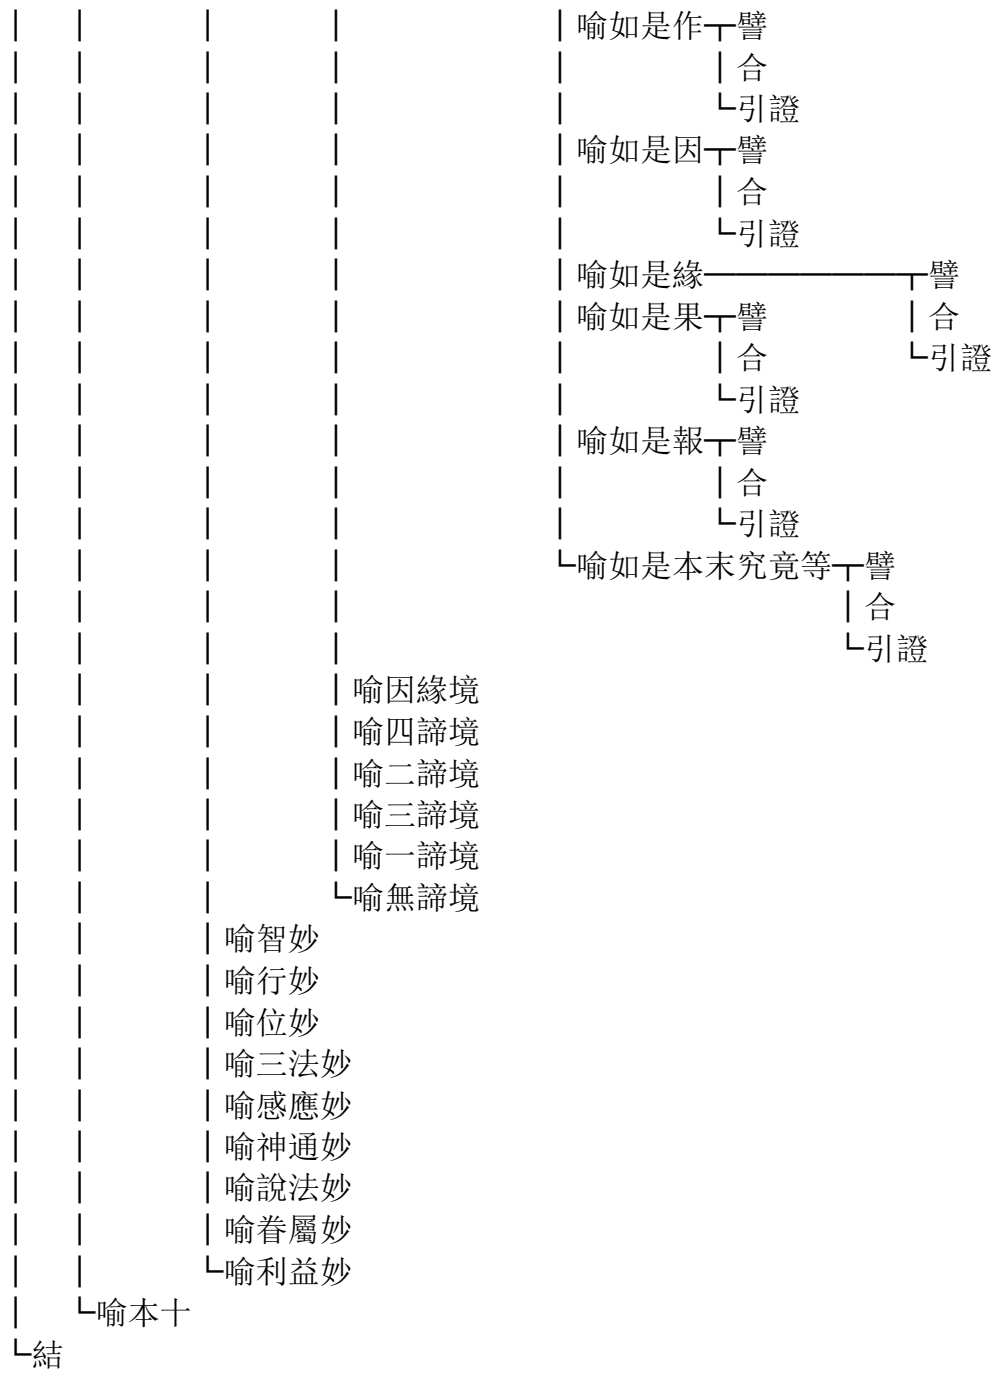 喻如是作 譬
合
引證
喻如是因 譬
合
引證
喻如是緣 譬
喻如是果 譬 合
合 引證
引證
喻如是報 譬
合
引證
喻如是本末究竟等 譬
合
引證
喻因緣境
喻四諦境
喻二諦境
喻三諦境
喻一諦境
喻無諦境
喻智妙
喻行妙
喻位妙
喻三法妙
喻感應妙
喻神通妙
喻說法妙
喻眷屬妙
喻利益妙
喻本十
結